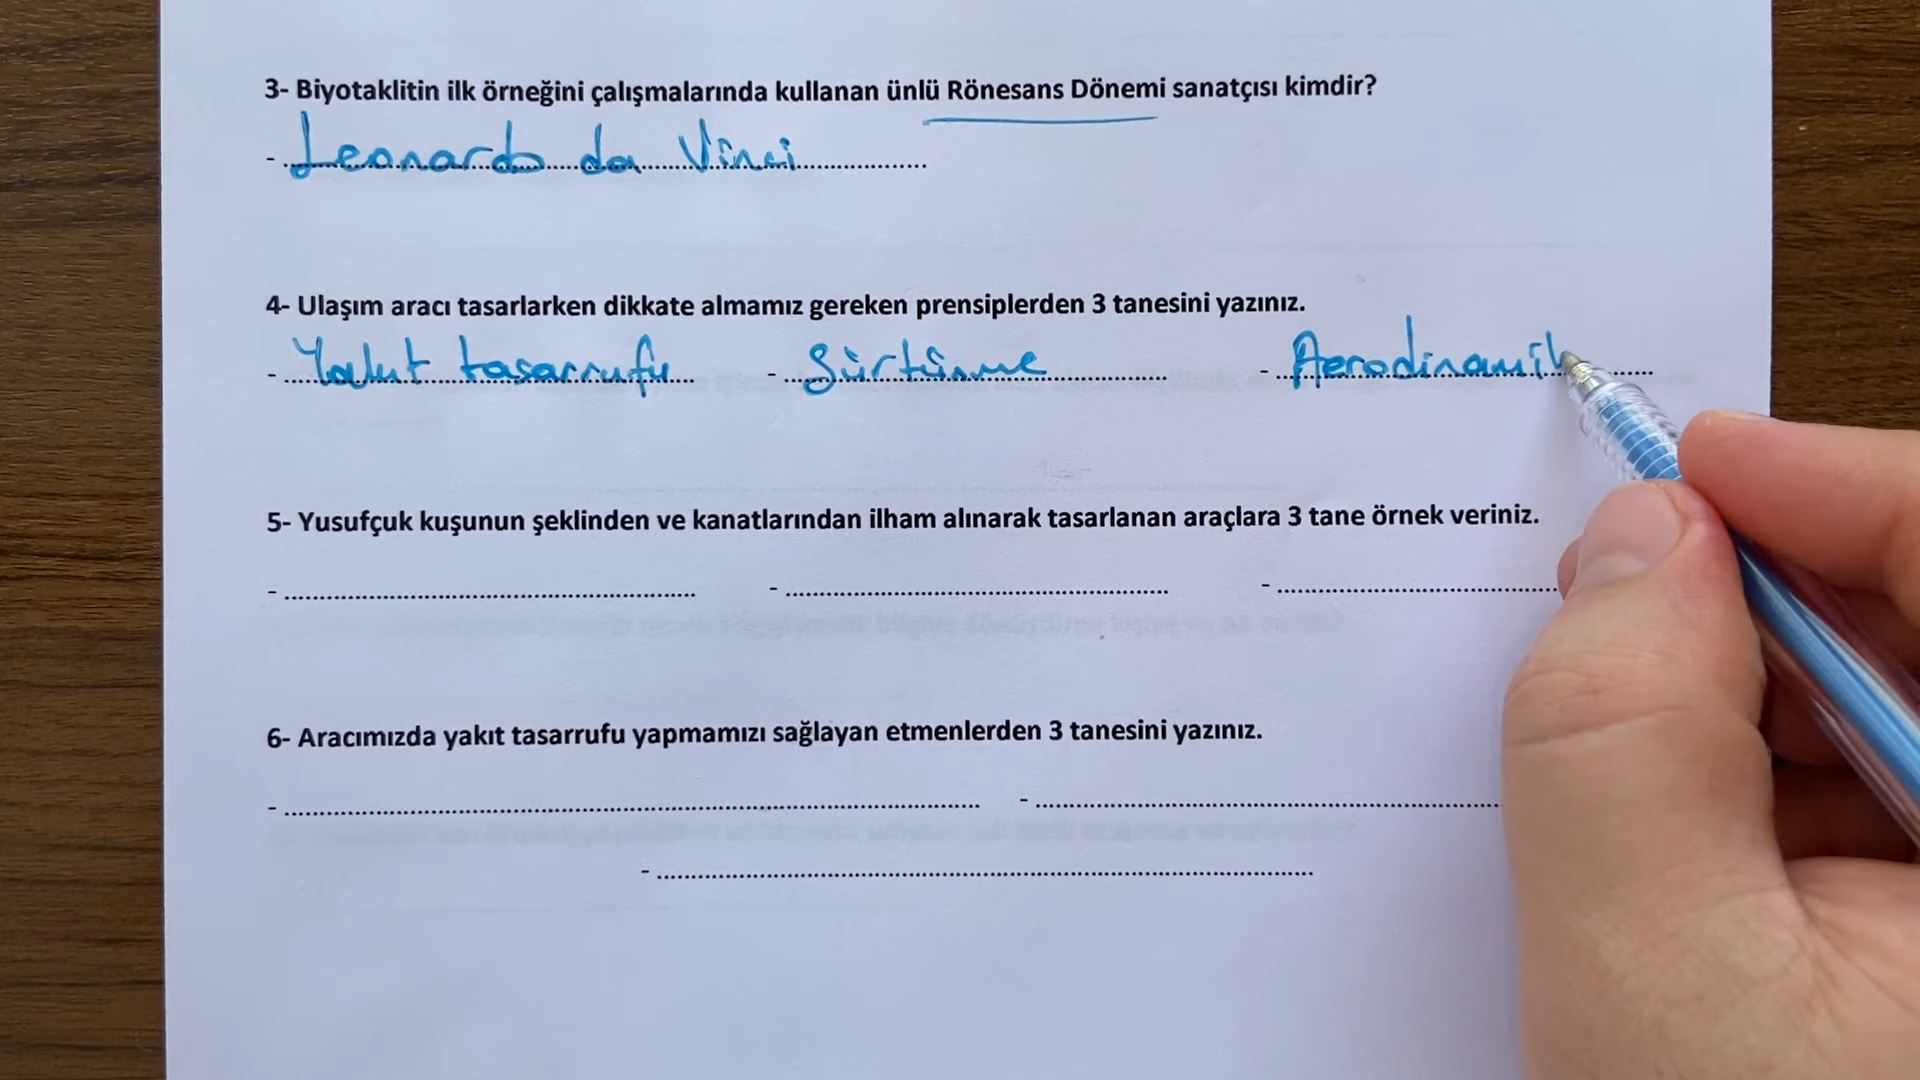 3- Biyotaklitin ilk örneğini çalışmalarında kullanan ünlü Rönesans Dönemi sanatçısı kimdir?
- Leonardo da Vinci
4- Ulaşım aracı tasarlarken dikkate almamız gereken prensiplerden 3 tanesini yazınız.
- Yakıt tasarrufu - Sürtünme - Aerodinamik
5- Yusufçuk kuşunun şeklinden ve kanatlarından ilham alınarak tasarlanan araçlara 3 tane örnek veriniz.
- - -
6- Aracımızda yakıt tasarrufu yapmamızı sağlayan etmenlerden 3 tanesini yazınız.
- -
-